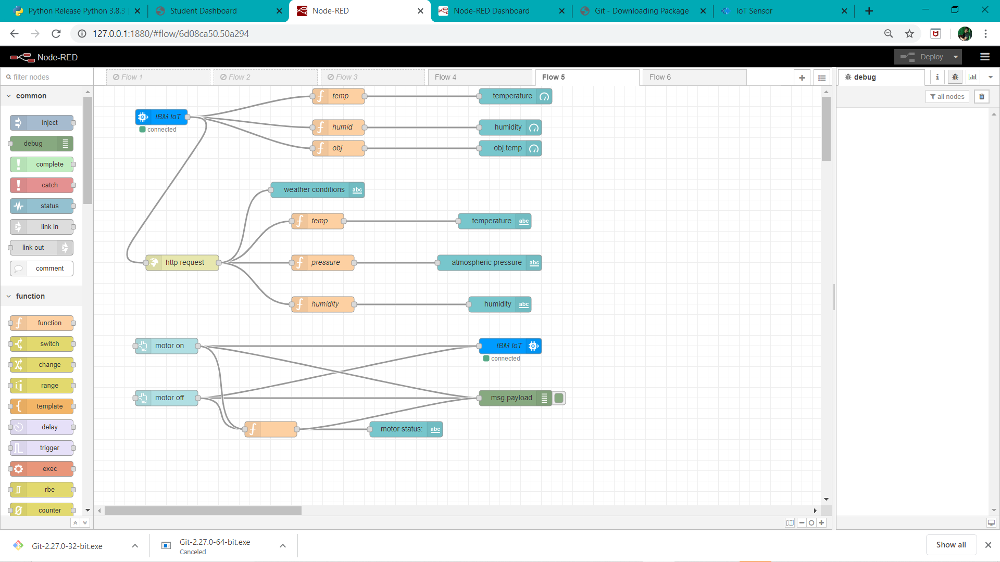 Python Release Python 3.8.3
Student Dashboard
Node-RED
Node-RED Dashboard
Git - Downloading Package
IoT Sensor
127.0.0.1:1880/#flow/6d08ca50.50a294
Node-RED
Deploy
filter nodes
Flow 1
Flow 2
Flow 3
Flow 4
Flow 5
Flow 6
debug
all nodes
common
inject
debug
complete
catch
status
link in
link out
comment
function
function
switch
change
range
template
delay
trigger
exec
rbe
counter
IBM IoT
connected
temp
temperature
humid
humidity
obj
obj.temp
weather conditions
abc
temp
temperature
abc
http request
pressure
atmospheric pressure
abc
humidity
humidity
abc
motor on
IBM IoT
connected
motor off
msg.payload
motor status:
abc
Git-2.27.0-32-bit.exe
Git-2.27.0-64-bit.exe
Canceled
Show all